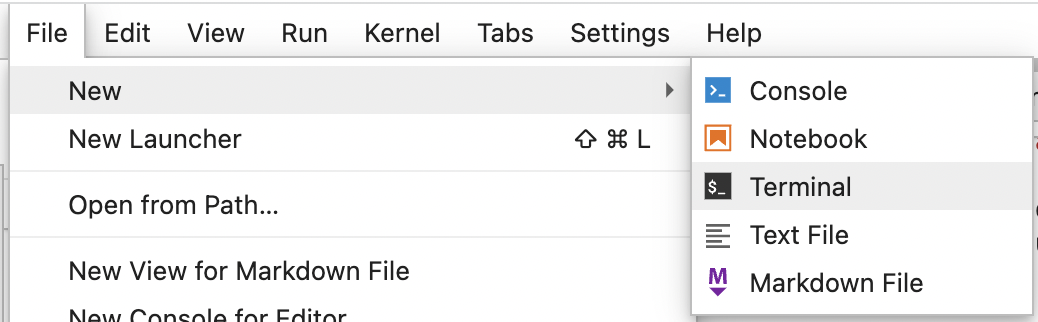 File Edit View Run Kernel Tabs Settings Help
New
New Launcher ⇧ ⌘ L
Open from Path...
New View for Markdown File
New Console for Editor
Console
Notebook
$_ Terminal
Text File
M Markdown File